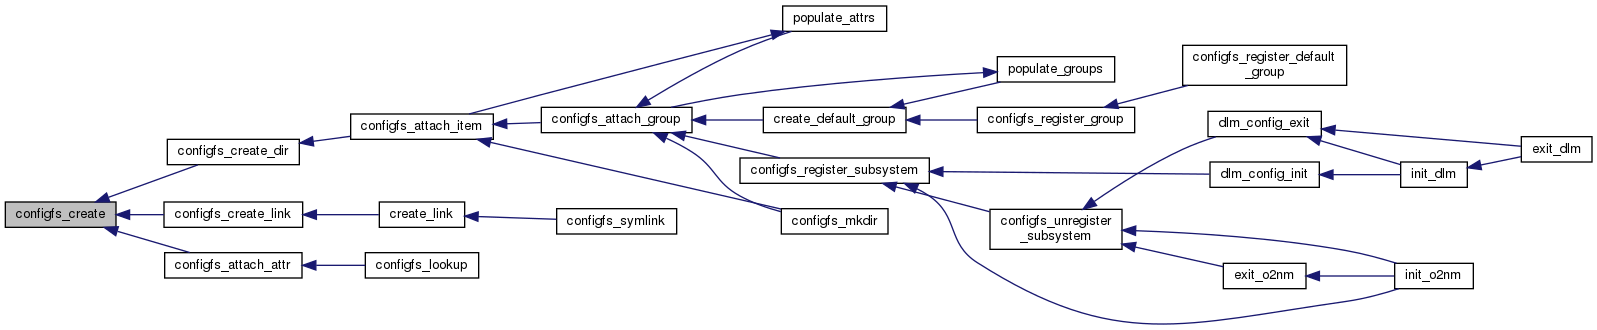 populate_attrs
configfs_register_default
_group
populate_groups
configfs_attach_group
create_default_group
configfs_register_group
configfs_attach_item
dlm_config_exit
exit_dlm
configfs_create_dir
configfs_register_subsystem
dlm_config_init
init_dlm
configfs_create
configfs_create_link
create_link
configfs_symlink
configfs_mkdir
configfs_unregister
_subsystem
configfs_attach_attr
configfs_lookup
exit_o2nm
init_o2nm